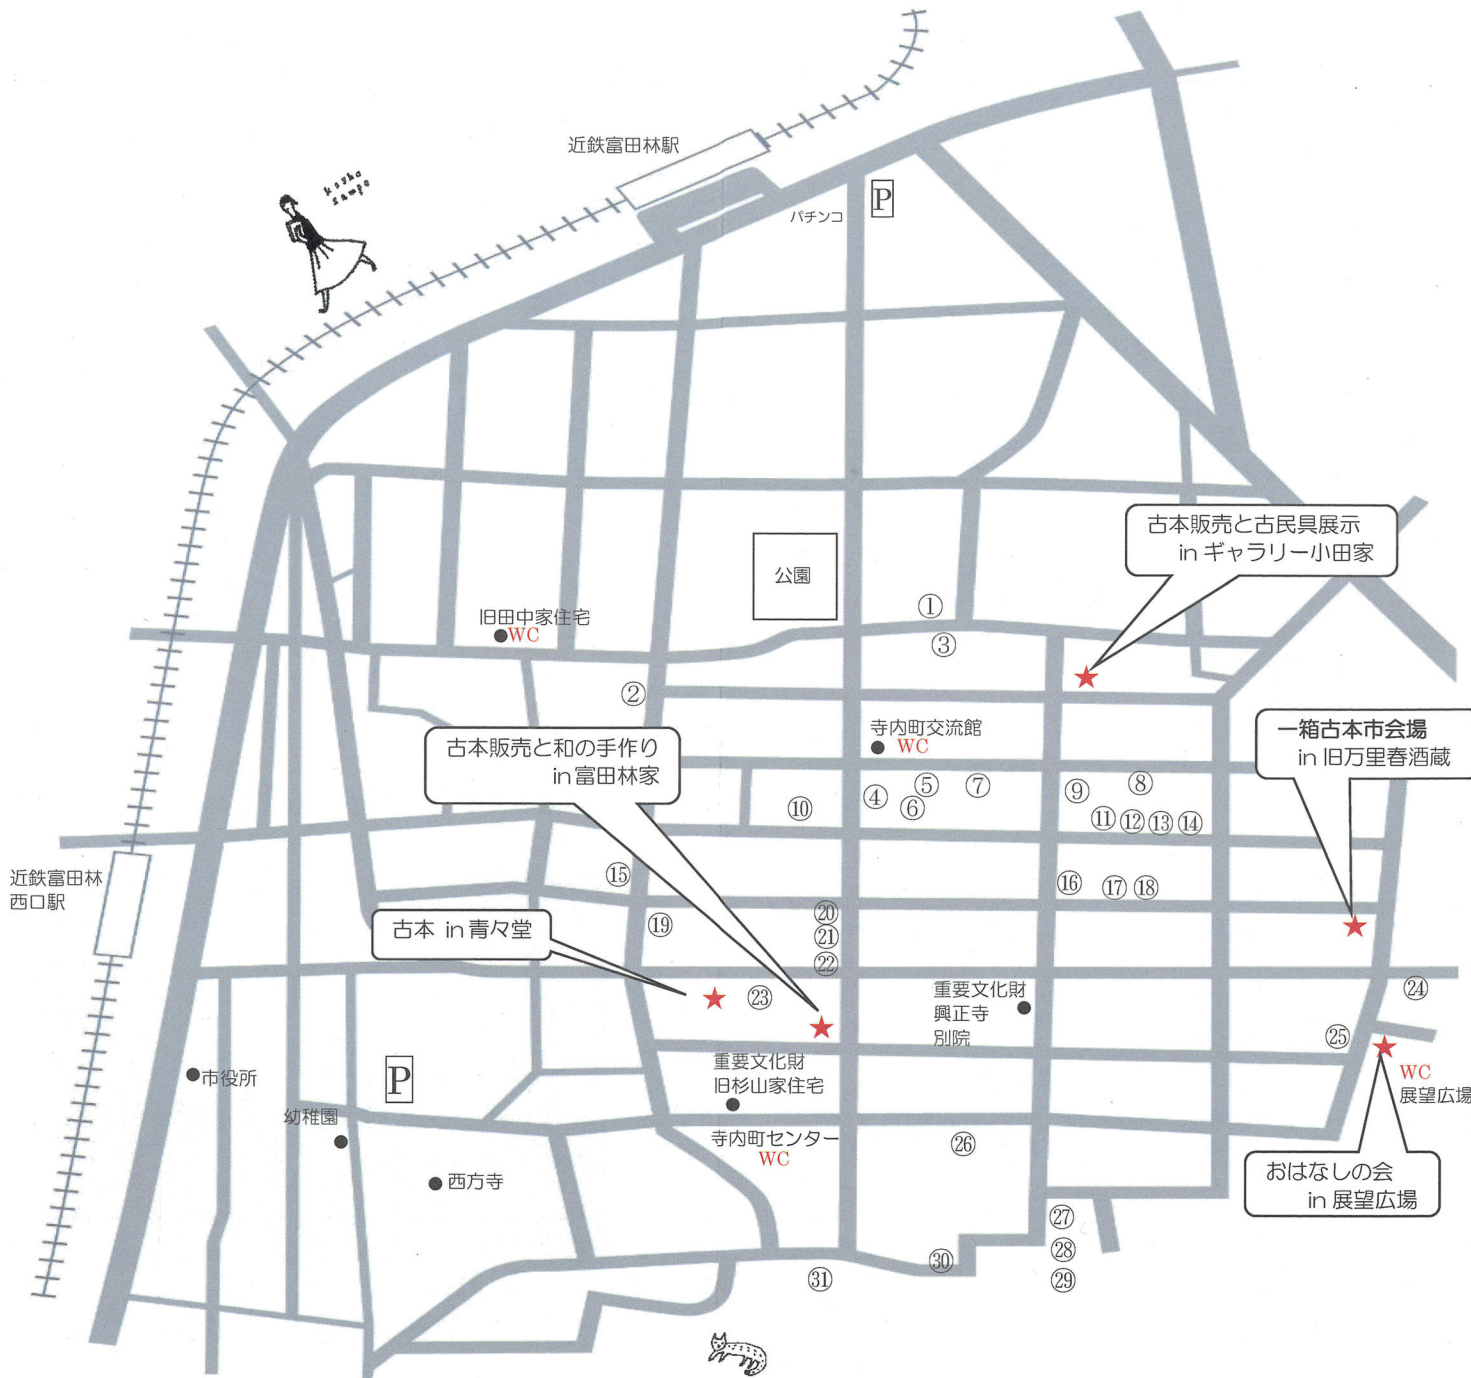 近鉄富田林駅
kosho
sampo
パチンコ
P
古本販売と古民具展示
in ギャラリー小田家
公園
①
旧田中家住宅
WC
③
②
古本販売と和の手作り
in 富田林家
寺内町交流館
WC
一箱古本市会場
in 旧万里春酒蔵
④
⑤
⑥
⑦
⑧
⑨
⑩
⑪
⑫
⑬
⑭
近鉄富田林
西口駅
⑮
⑯
⑰
⑱
古本 in 青々堂
⑲
⑳
㉑
㉒
㉓
重要文化財
興正寺
別院
㉔
㉕
市役所
P
重要文化財
旧杉山家住宅
WC
展望広場
幼稚園
寺内町センター
WC
㉖
西方寺
おはなしの会
in 展望広場
㉗
㉘
㉙
㉚
㉛